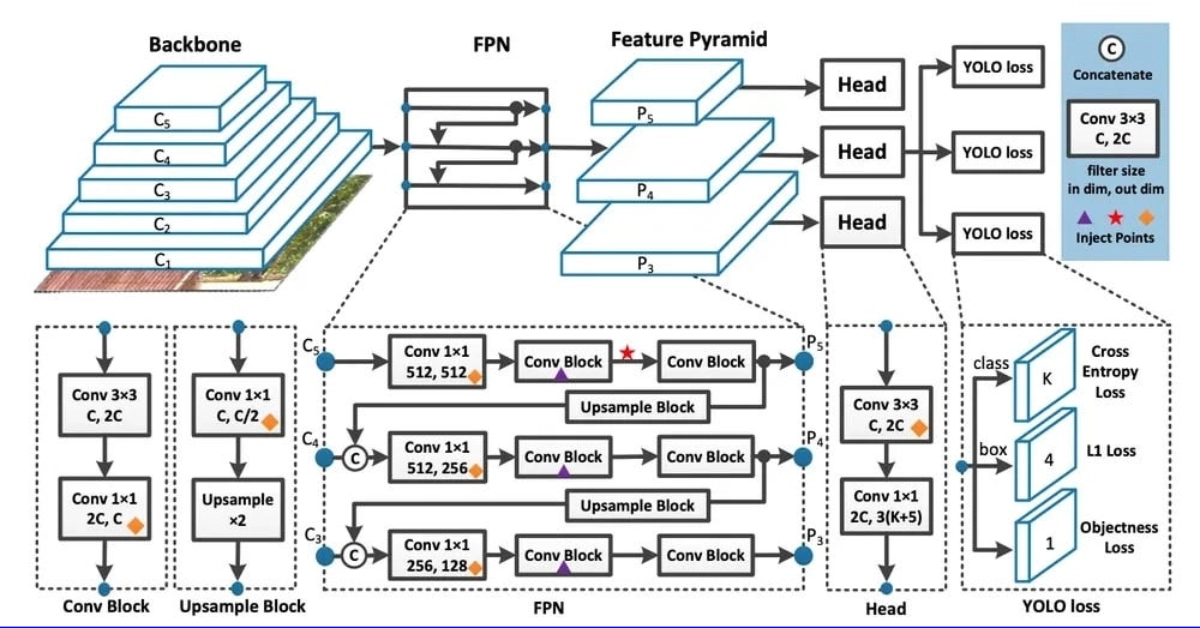 Backbone
FPN
Feature Pyramid
C5
C4
C3
C2
C1
P5
P4
P3
Head
Head
Head
YOLO loss
YOLO loss
YOLO loss
C
Concatenate
Conv 3×3
C, 2C
filter size
in dim, out dim
Inject Points
Conv 3×3
C, 2C
Conv 1×1
2C, C
Conv Block
Conv 1×1
C, C/2
Upsample
×2
Upsample Block
C5
Conv 1×1
512, 512
Conv Block
Conv Block
P5
Upsample Block
C4
C
Conv 1×1
512, 256
Conv Block
Conv Block
P4
Upsample Block
C3
C
Conv 1×1
256, 128
Conv Block
Conv Block
P3
FPN
Conv 3×3
C, 2C
Conv 1×1
2C, 3(K+5)
Head
class
K
Cross
Entropy
Loss
box
4
L1 Loss
1
Objectness
Loss
YOLO loss